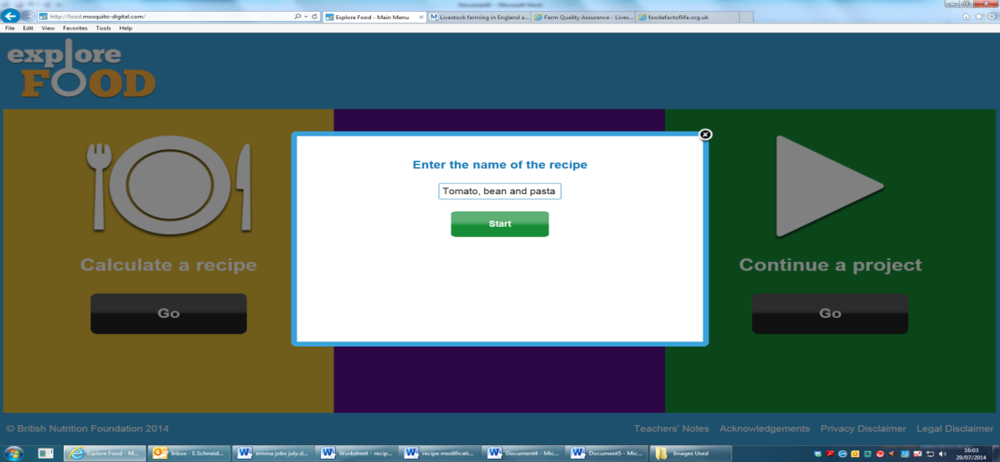 Document5 - Microsoft Word
http://food.mosquito-digital.com/
Explore Food - Main Menu
Livestock farming in England a...
Farm Quality Assurance - Lives...
foodafactoflife.org.uk
File Edit View Favorites Tools Help
explore
FOOD
Enter the name of the recipe
Tomato, bean and pasta
Start
Calculate a recipe
Go
Continue a project
Go
© British Nutrition Foundation 2014
Teachers' Notes Acknowledgements Privacy Disclaimer Legal Disclaimer
Explore Food - M...
Inbox - E.Schneid...
emma jobs july.d...
Worksheet - recip...
recipe modificati...
Document4 - Mic...
Document5 - Mic...
Images Used
16:03
29/07/2014